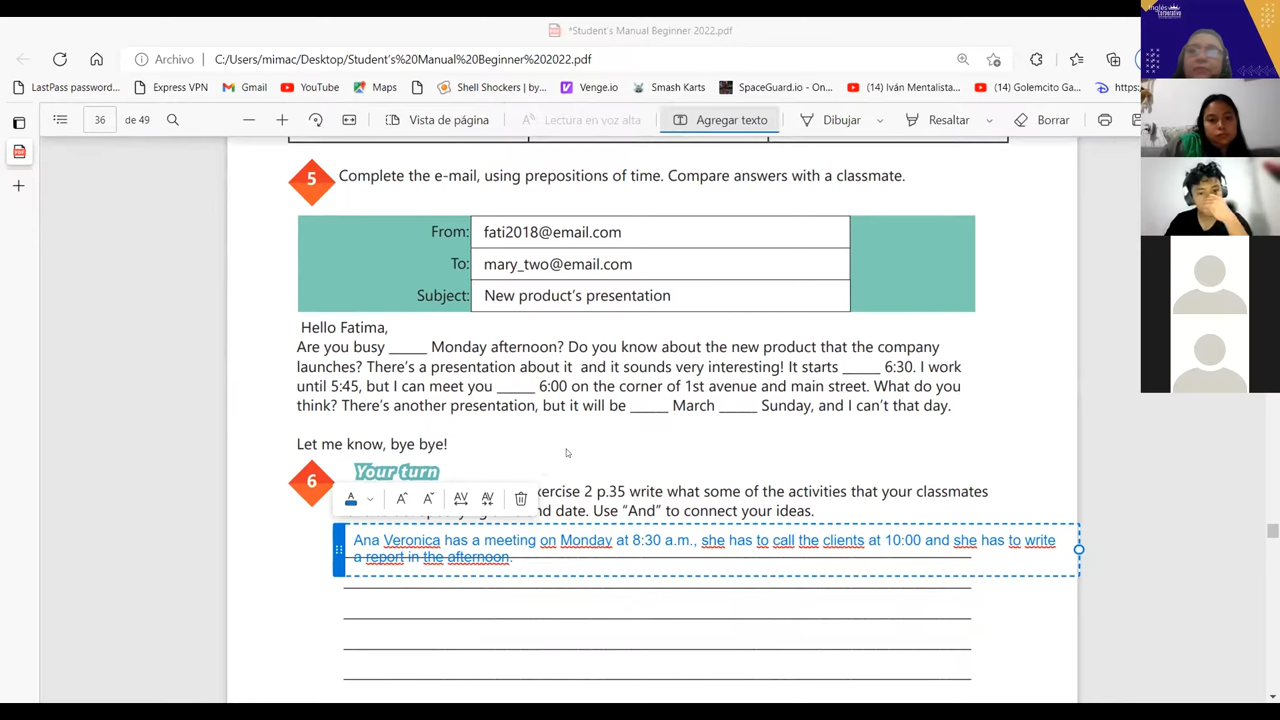 *Student's Manual Beginner 2022.pdf
Archivo C:/Users/mimac/Desktop/Student's%20Manual%20Beginner%202022.pdf
LastPass password... Express VPN Gmail YouTube Maps Shell Shockers | by... Venge.io Smash Karts SpaceGuard.io - On... (14) Iván Mentalista... (14) Golemcito Ga... https
36 de 49 Vista de página Lectura en voz alta Agregar texto Dibujar Resaltar Borrar
5 Complete the e-mail, using prepositions of time. Compare answers with a classmate.
From: fati2018@email.com
To: mary_two@email.com
Subject: New product's presentation
Hello Fatima,
Are you busy _____ Monday afternoon? Do you know about the new product that the company
launches? There's a presentation about it and it sounds very interesting! It starts _____ 6:30. I work
until 5:45, but I can meet you _____ 6:00 on the corner of 1st avenue and main street. What do you
think? There's another presentation, but it will be _____ March _____ Sunday, and I can't that day.
Let me know, bye bye!
6 Your turn
exercise 2 p.35 write what some of the activities that your classmates
and date. Use "And" to connect your ideas.
Ana Veronica has a meeting on Monday at 8:30 a.m., she has to call the clients at 10:00 and she has to write
a report in the afternoon.